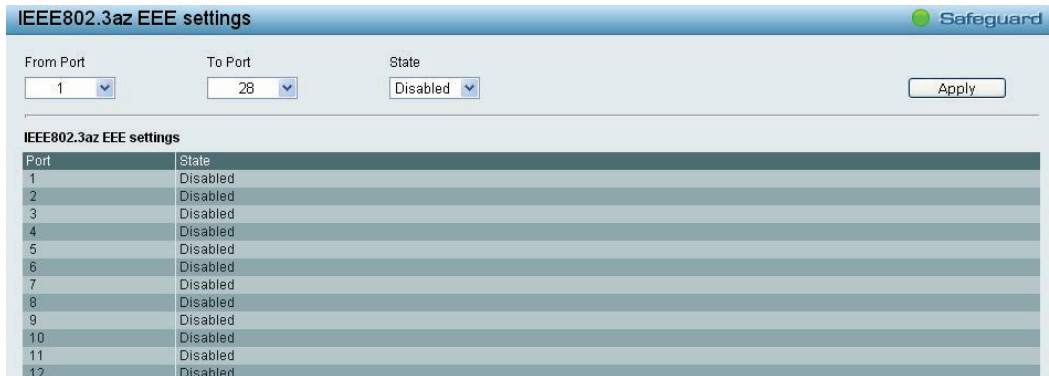 IEEE802.3az EEE settings
Safeguard
From Port To Port State
1 28 Disabled
Apply
IEEE802.3az EEE settings
Port State
1 Disabled
2 Disabled
3 Disabled
4 Disabled
5 Disabled
6 Disabled
7 Disabled
8 Disabled
9 Disabled
10 Disabled
11 Disabled
12 Disabled